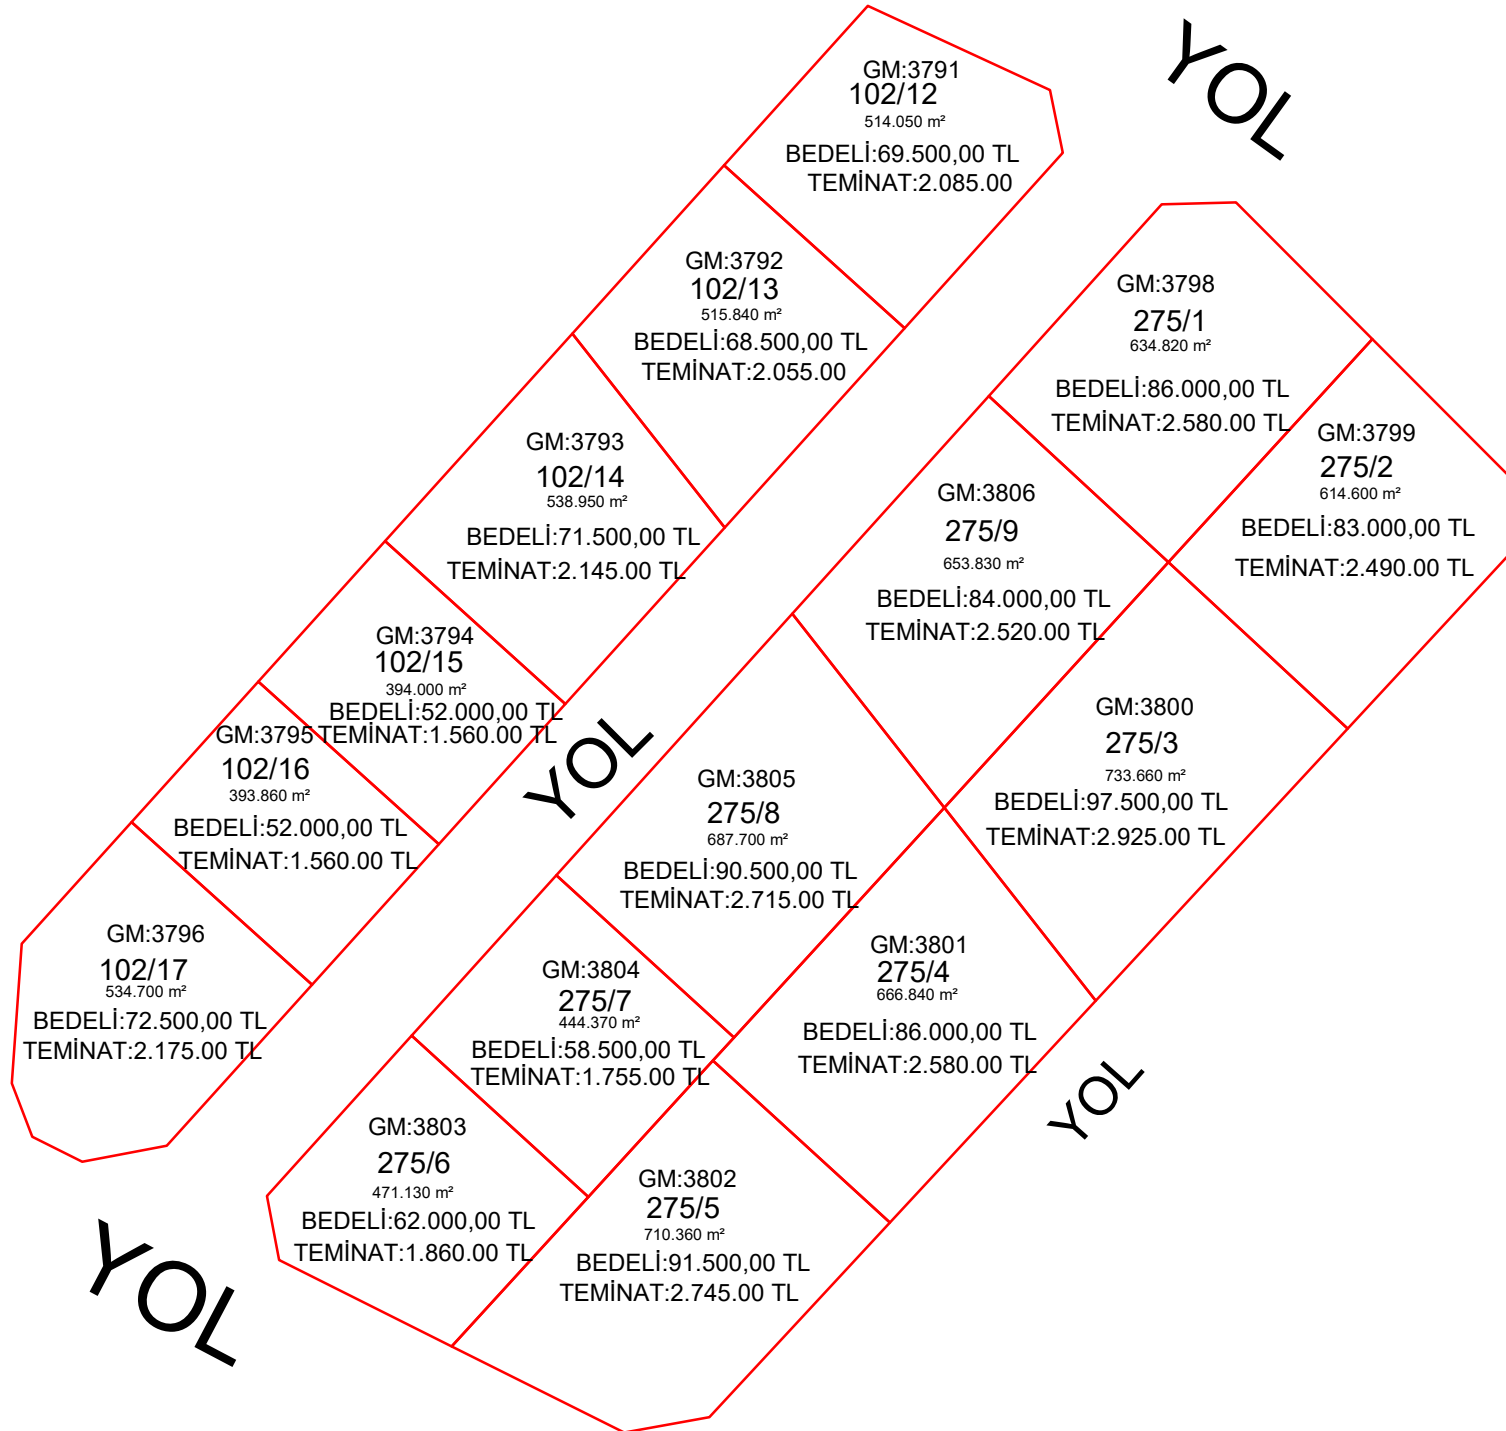 GM:3791
102/12
514.050 m²
BEDELİ:69.500,00 TL
TEMİNAT:2.085.00
YOL
GM:3792
102/13
515.840 m²
BEDELİ:68.500,00 TL
TEMİNAT:2.055.00
GM:3798
275/1
634.820 m²
BEDELİ:86.000,00 TL
TEMİNAT:2.580.00 TL
GM:3793
102/14
538.950 m²
BEDELİ:71.500,00 TL
TEMİNAT:2.145.00 TL
GM:3799
275/2
614.600 m²
BEDELİ:83.000,00 TL
TEMİNAT:2.490.00 TL
GM:3806
275/9
653.830 m²
BEDELİ:84.000,00 TL
TEMİNAT:2.520.00 TL
GM:3794
102/15
394.000 m²
BEDELİ:52.000,00 TL
TEMİNAT:1.560.00 TL
GM:3795
102/16
393.860 m²
BEDELİ:52.000,00 TL
TEMİNAT:1.560.00 TL
YOL
GM:3800
275/3
733.660 m²
BEDELİ:97.500,00 TL
TEMİNAT:2.925.00 TL
GM:3805
275/8
687.700 m²
BEDELİ:90.500,00 TL
TEMİNAT:2.715.00 TL
GM:3796
102/17
534.700 m²
BEDELİ:72.500,00 TL
TEMİNAT:2.175.00 TL
GM:3801
275/4
666.840 m²
BEDELİ:86.000,00 TL
TEMİNAT:2.580.00 TL
GM:3804
275/7
444.370 m²
BEDELİ:58.500,00 TL
TEMİNAT:1.755.00 TL
YOL
GM:3803
275/6
471.130 m²
BEDELİ:62.000,00 TL
TEMİNAT:1.860.00 TL
GM:3802
275/5
710.360 m²
BEDELİ:91.500,00 TL
TEMİNAT:2.745.00 TL
YOL